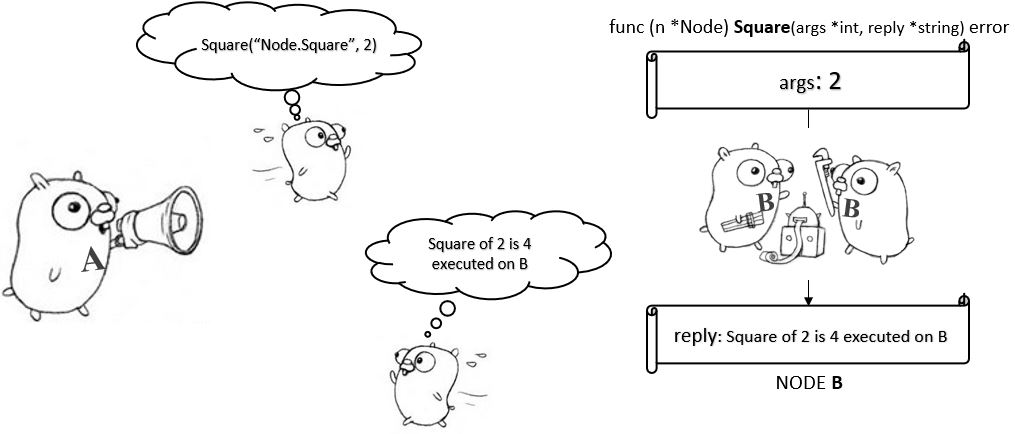 Square(“Node.Square”, 2)
A
Square of 2 is 4
executed on B
func (n *Node) Square(args *int, reply *string) error
args: 2
B
B
reply: Square of 2 is 4 executed on B
NODE B